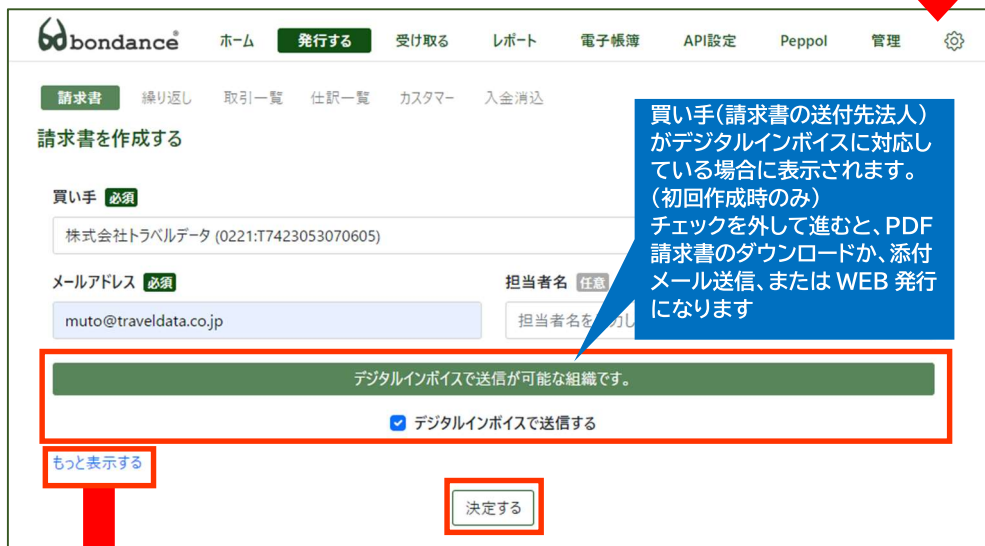 bondance®
ホーム 発行する 受け取る レポート 電子帳簿 API設定 Peppol 管理
請求書 繰り返し 取引一覧 仕訳一覧 カスタマー 入金消込
請求書を作成する
買い手(請求書の送付先法人)
がデジタルインボイスに対応し
ている場合に表示されます。
(初回作成時のみ)
チェックを外して進むと、PDF
請求書のダウンロードか、添付
メール送信、または WEB 発行
になります
買い手 必須
株式会社トラベルデータ (0221:T7423053070605)
メールアドレス 必須
担当者名 任意
muto@traveldata.co.jp
担当者名を
デジタルインボイスで送信が可能な組織です。
デジタルインボイスで送信する
もっと表示する
決定する